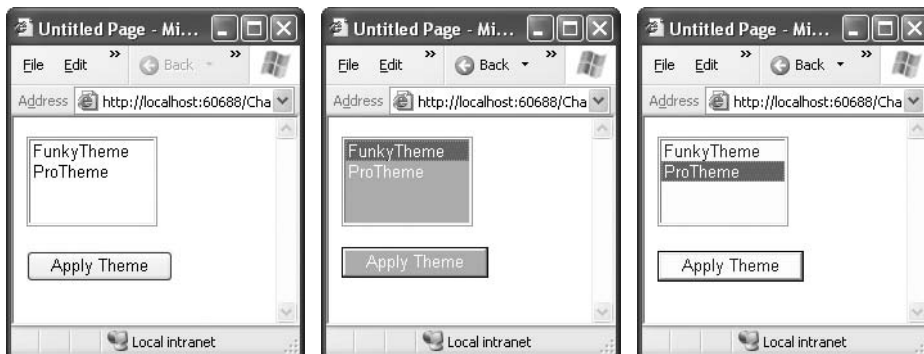 Untitled Page - Mi...
File Edit » Back »
Address http://localhost:60688/Cha
FunkyTheme
ProTheme
Apply Theme
Local intranet
Untitled Page - Mi...
File Edit » Back »
Address http://localhost:60688/Cha
FunkyTheme
ProTheme
Apply Theme
Local intranet
Untitled Page - Mi...
File Edit » Back »
Address http://localhost:60688/Cha
FunkyTheme
ProTheme
Apply Theme
Local intranet